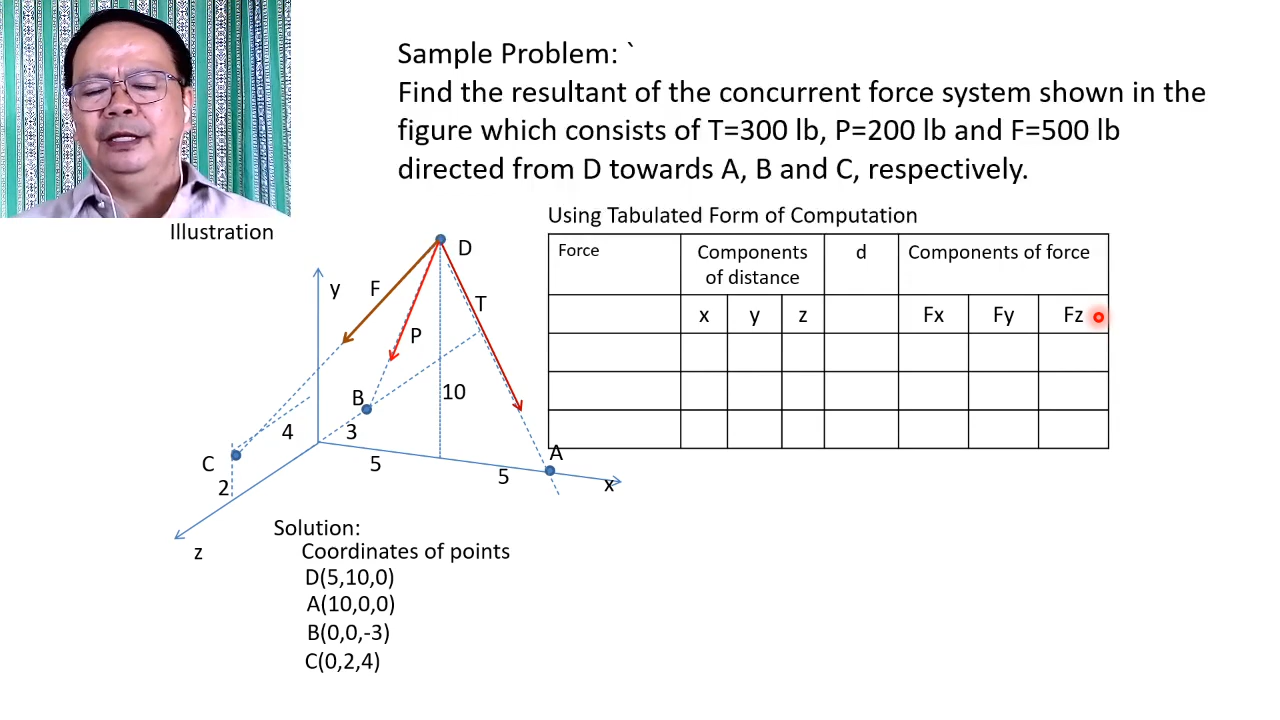 Sample Problem: `
Find the resultant of the concurrent force system shown in the
figure which consists of T=300 lb, P=200 lb and F=500 lb
directed from D towards A, B and C, respectively.
Using Tabulated Form of Computation
Illustration
Force Components of distance d Components of force
x y z Fx Fy Fz
D
y F
T
P
B
10
4
3
C
5
A
2
5
x
z
Solution:
Coordinates of points
D(5,10,0)
A(10,0,0)
B(0,0,-3)
C(0,2,4)